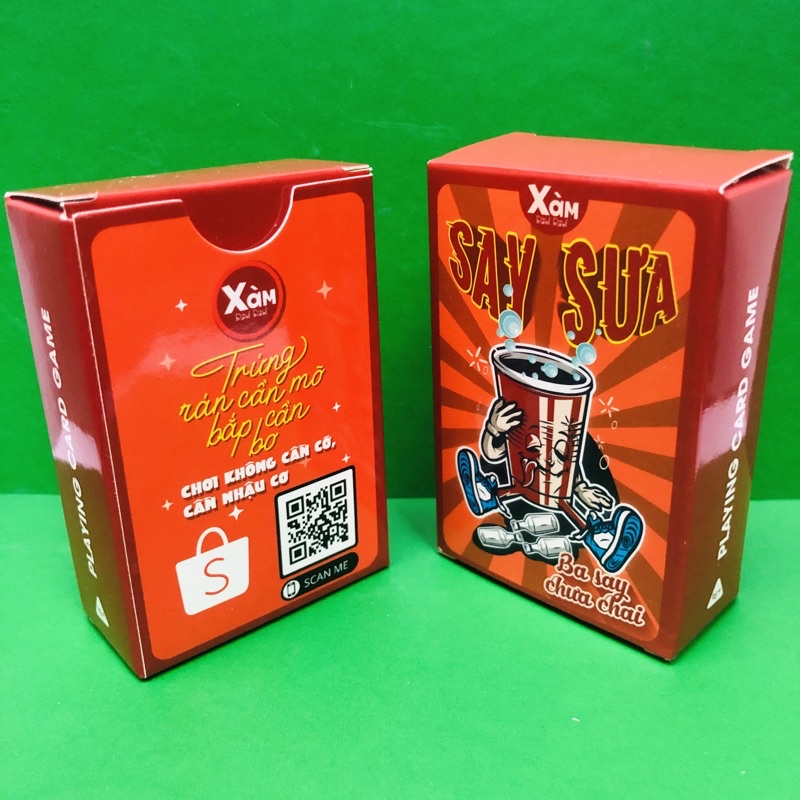 PLAYING CARD GAME
XÀM
Trứng
rán cần mỡ
bắp cần
bơ
CHƠI KHÔNG CẦN CỚ,
CẦN NHẬU CƠ
S
SCAN ME
XÀM
SAY SƯA
Ba say
chưa chai
PLAYING CARD GAME